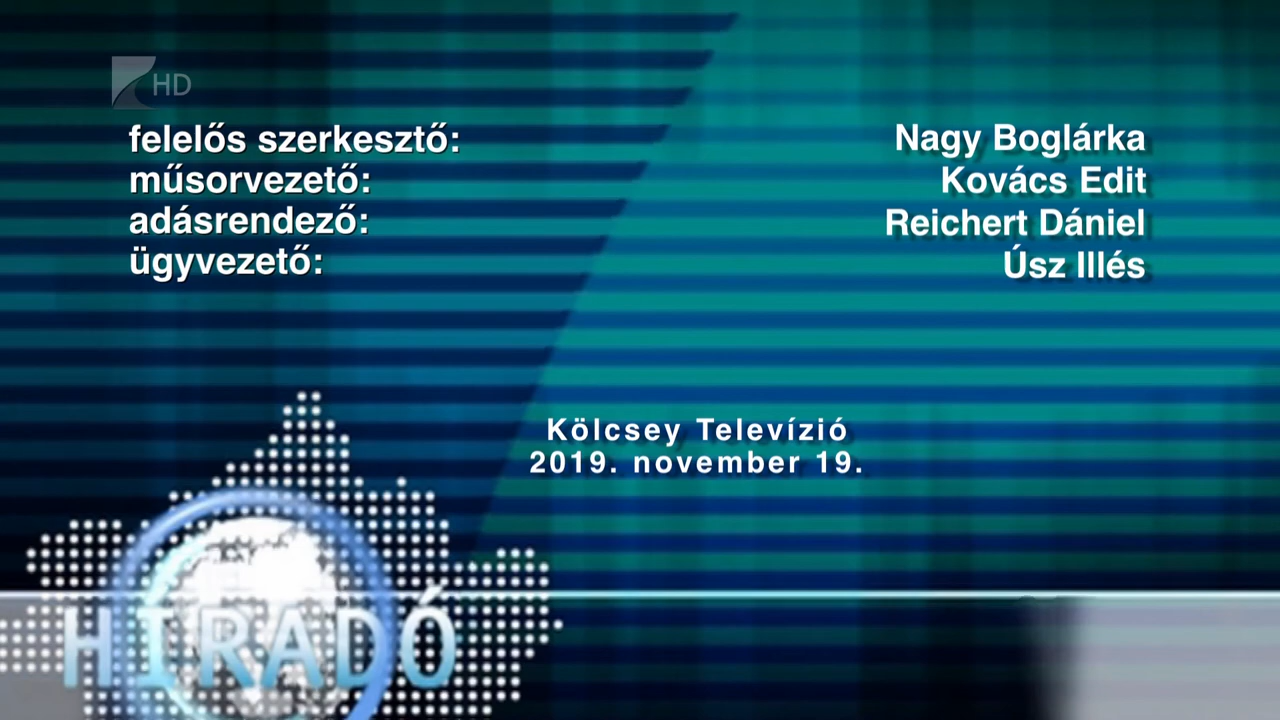 HD
felelős szerkesztő: Nagy Boglárka
műsorvezető: Kovács Edit
adásrendező: Reichert Dániel
ügyvezető: Úsz Illés
Kölcsey Televízió
2019. november 19.
HÍRADÓ